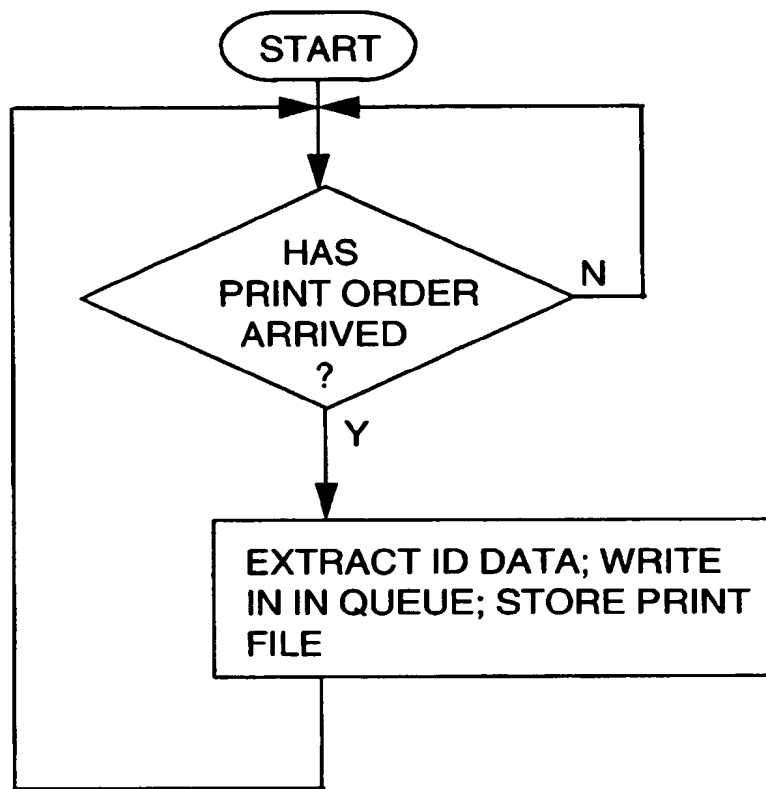 START
HAS
PRINT ORDER
ARRIVED
?
N
Y
EXTRACT ID DATA; WRITE
IN IN QUEUE; STORE PRINT
FILE